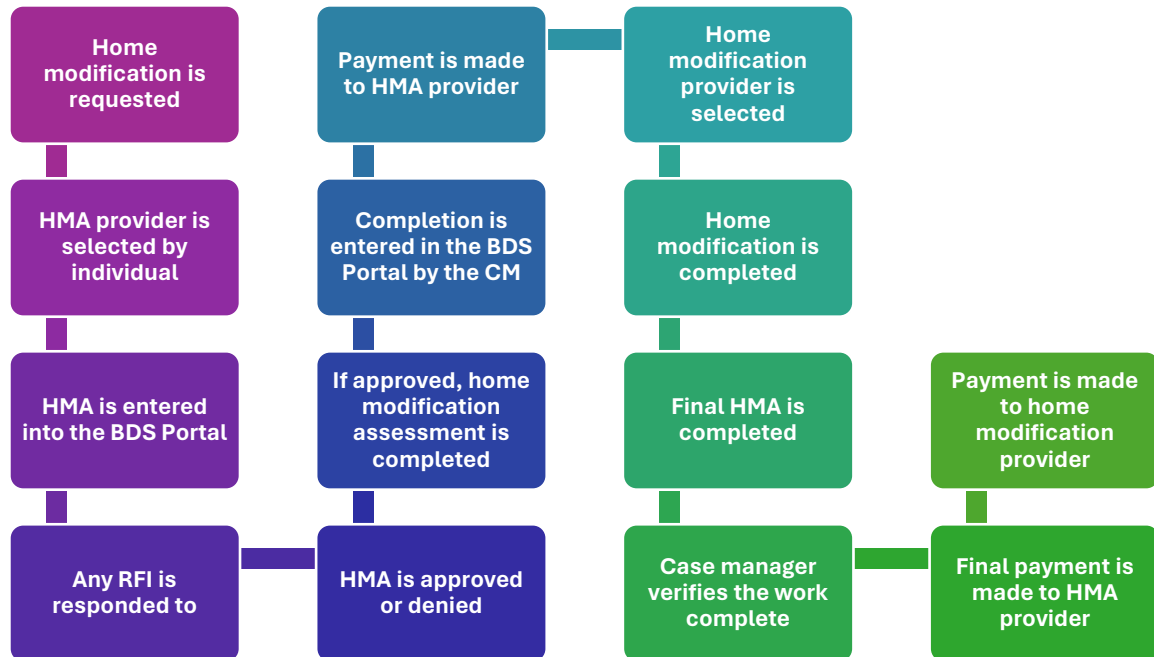 Home
modification is
requested
HMA provider is
selected by
individual
HMA is entered
into the BDS Portal
Any RFI is
responded to
HMA is approved
or denied
If approved, home
modification
assessment is
completed
Completion is
entered in the BDS
Portal by the CM
Payment is made
to HMA provider
Home
modification
provider is
selected
Home
modification is
completed
Final HMA is
completed
Case manager
verifies the work
complete
Final payment is
made to HMA
provider
Payment is made
to home
modification
provider